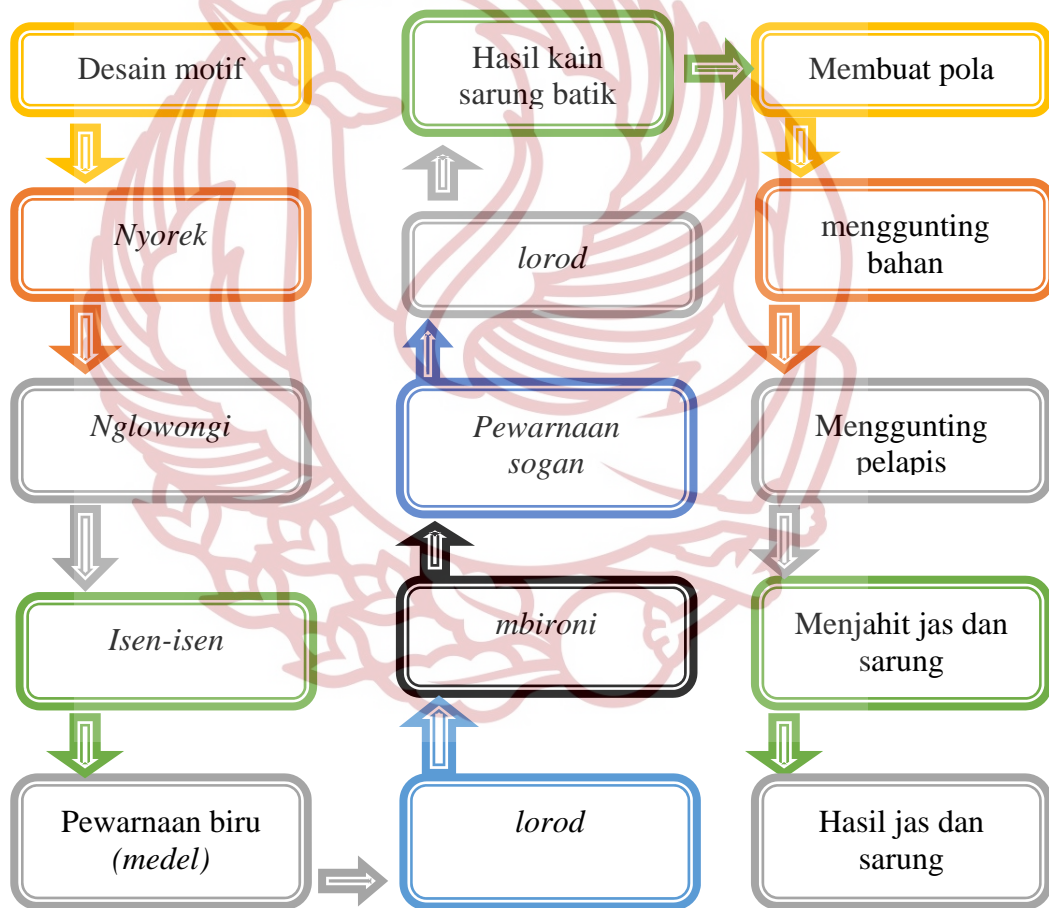 Desain motif
Nyorek
Nglowongi
Isen-isen
Pewarnaan biru
(medel)
lorod
mbironi
Pewarnaan
sogan
lorod
Hasil kain
sarung batik
Membuat pola
mengguntung
bahan
Menggunting
pelapis
Menjahit jas dan
sarung
Hasil jas dan
sarung